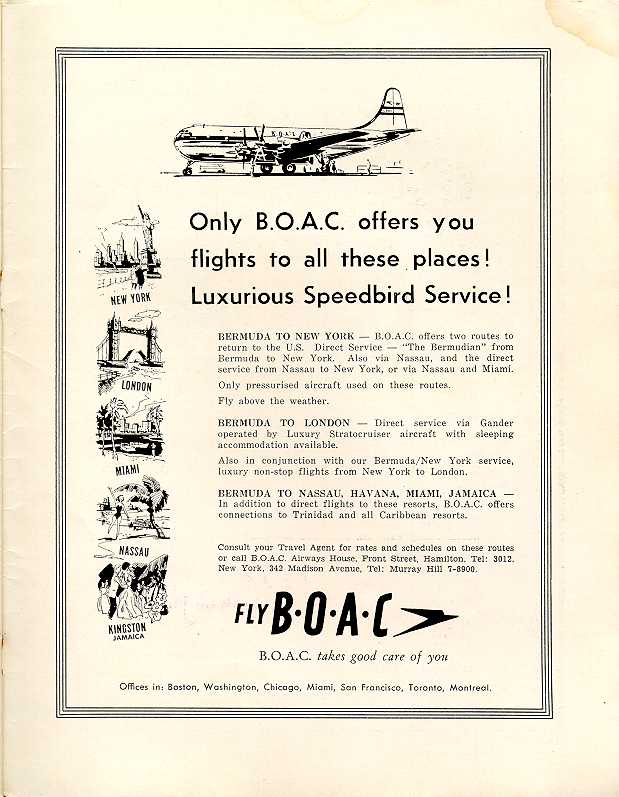 B.O.A.C.
Only B.O.A.C. offers you
flights to all these places!
Luxurious Speedbird Service!
NEW YORK
LONDON
MIAMI
NASSAU
KINGSTON
JAMAICA
BERMUDA TO NEW YORK — B.O.A.C. offers two routes to
return to the U.S. Direct Service — "The Bermudian" from
Bermuda to New York. Also via Nassau, and the direct
service from Nassau to New York, or via Nassau and Miami.
Only pressurised aircraft used on these routes.
Fly above the weather.
BERMUDA TO LONDON — Direct service via Gander
operated by Luxury Stratocruiser aircraft with sleeping
accommodation available.
Also in conjunction with our Bermuda/New York service,
luxury non-stop flights from New York to London.
BERMUDA TO NASSAU, HAVANA, MIAMI, JAMAICA —
In addition to direct flights to these resorts, B.O.A.C. offers
connections to Trinidad and all Caribbean resorts.
Consult your Travel Agent for rates and schedules on these routes
or call B.O.A.C. Airways House, Front Street, Hamilton, Tel: 3012.
New York, 342 Madison Avenue, Tel: Murray Hill 7-8900.
FLY B·O·A·C
B.O.A.C. takes good care of you
Offices in: Boston, Washington, Chicago, Miami, San Francisco, Toronto, Montreal.